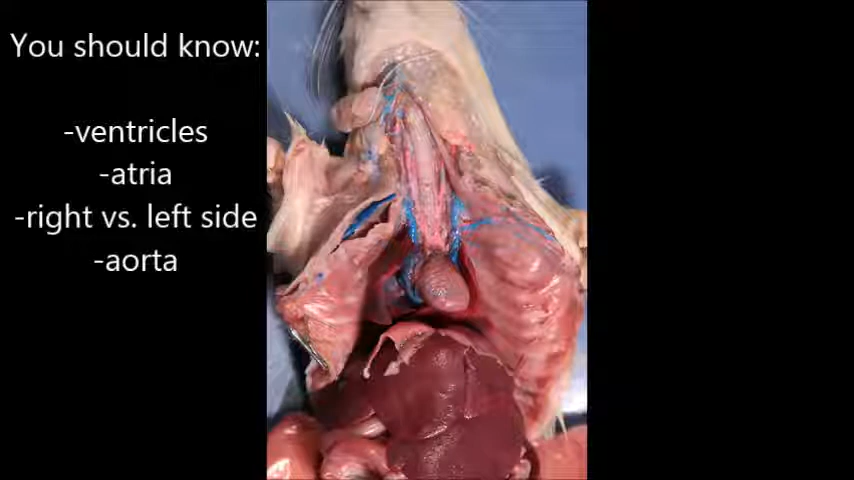 You should know:
-ventricles
-atria
-right vs. left side
-aorta